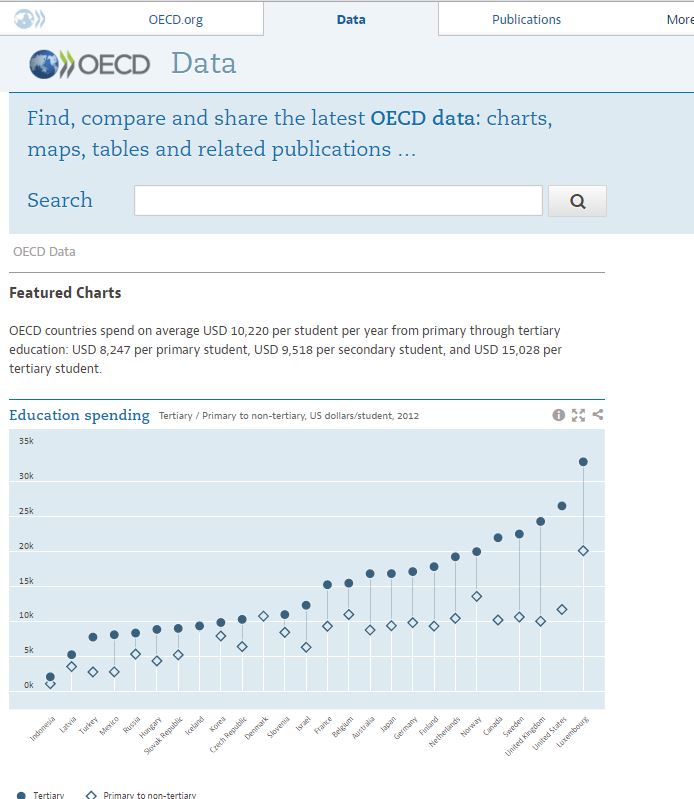 OECD.org Data Publications More
OECD Data
Find, compare and share the latest OECD data: charts,
maps, tables and related publications ...
Search
OECD Data
Featured Charts
OECD countries spend on average USD 10,220 per student per year from primary through tertiary
education: USD 8,247 per primary student, USD 9,518 per secondary student, and USD 15,028 per
tertiary student.
Education spending Tertiary / Primary to non-tertiary, US dollars/student, 2012
35k
30k
25k
20k
15k
10k
5k
0k
Indonesia
Latvia
Turkey
Mexico
Russia
Hungary
Slovak Republic
Iceland
Korea
Czech Republic
Denmark
Slovenia
Israel
France
Belgium
Australia
Japan
Germany
Finland
Netherlands
Norway
Canada
Sweden
United Kingdom
United States
Luxembourg
Tertiary Primary to non-tertiary